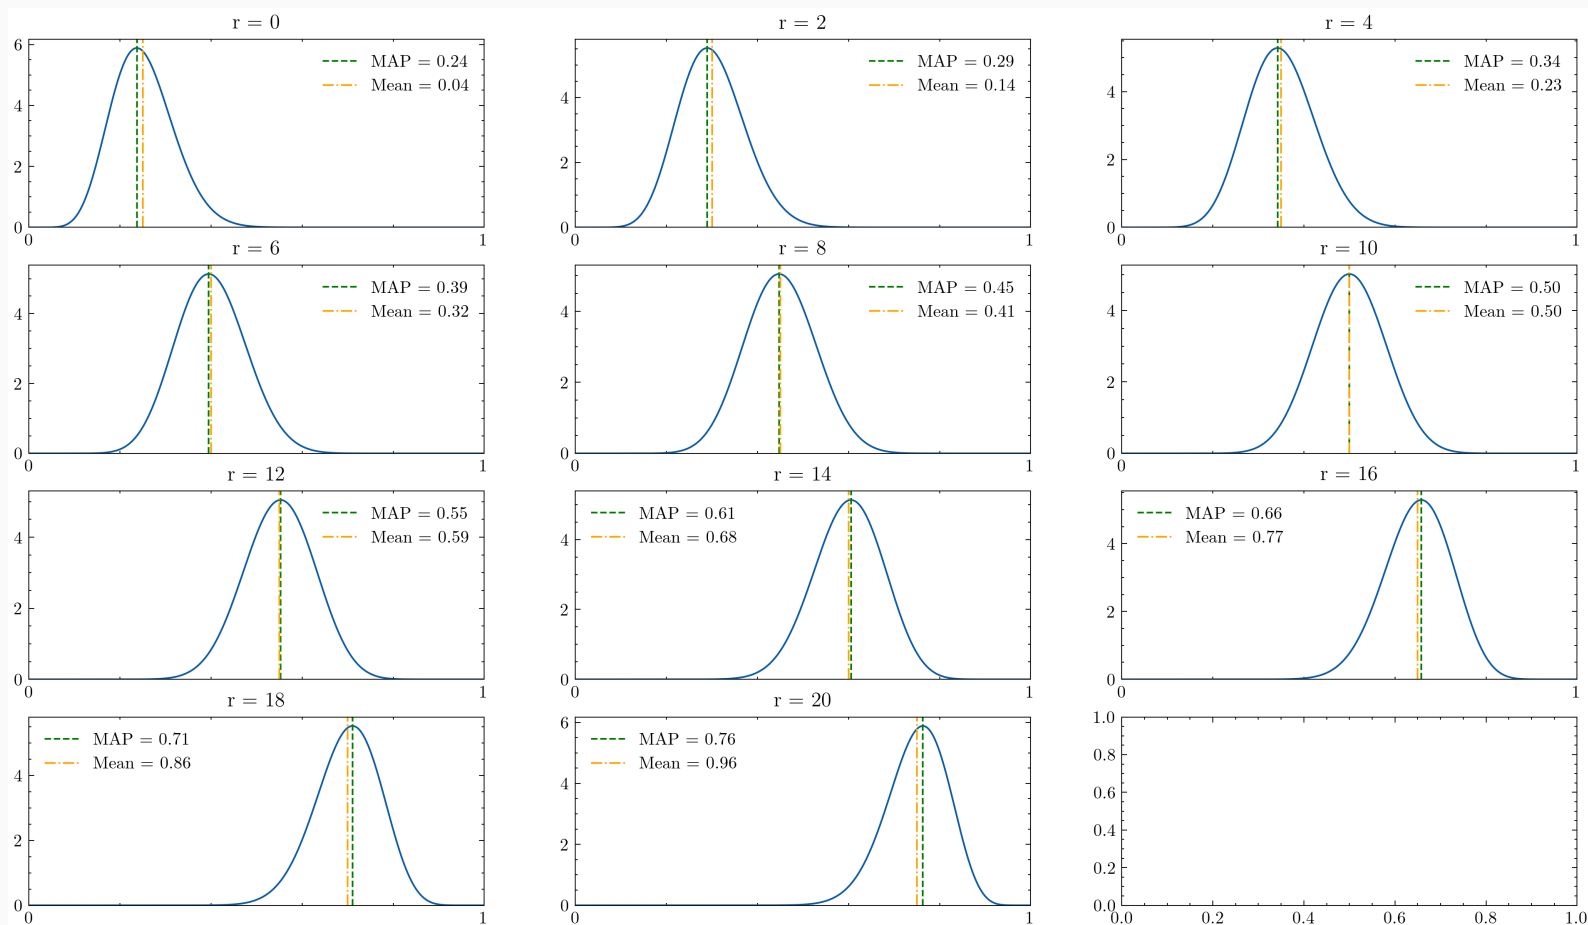 r = 0
MAP = 0.24
Mean = 0.04
6
4
2
0
0
1
r = 2
MAP = 0.29
Mean = 0.14
4
2
0
0
1
r = 4
MAP = 0.34
Mean = 0.23
4
2
0
0
1
r = 6
MAP = 0.39
Mean = 0.32
4
2
0
0
1
r = 8
MAP = 0.45
Mean = 0.41
4
2
0
0
1
r = 10
MAP = 0.50
Mean = 0.50
4
2
0
0
1
r = 12
MAP = 0.55
Mean = 0.59
4
2
0
0
1
r = 14
MAP = 0.61
Mean = 0.68
4
2
0
0
1
r = 16
MAP = 0.66
Mean = 0.77
4
2
0
0
1
r = 18
MAP = 0.71
Mean = 0.86
4
2
0
0
1
r = 20
MAP = 0.76
Mean = 0.96
6
4
2
0
0
1
1.0
0.8
0.6
0.4
0.2
0.0
0.0 0.2 0.4 0.6 0.8 1.0